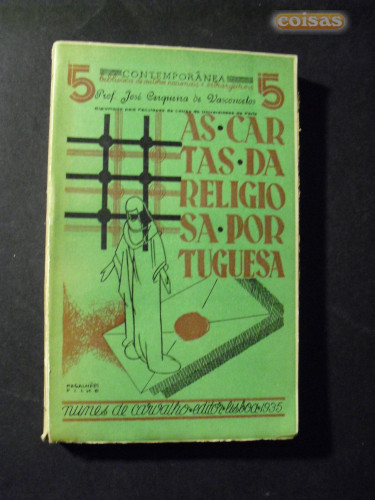 coisas
5 CONTEMPORÂNEA 5
Prof. José Cerqueira de Vasconcelos
AS·CAR
TAS·DA
RELIGIO
SA·POR
TUGUESA
nunes de carvalho·editor·lisboa·1935